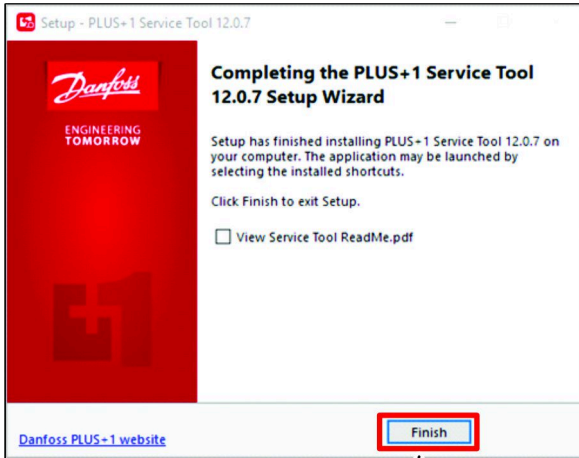 Setup - PLUS+1 Service Tool 12.0.7
Danfoss
ENGINEERING
TOMORROW
Completing the PLUS+1 Service Tool
12.0.7 Setup Wizard
Setup has finished installing PLUS+1 Service Tool 12.0.7 on
your computer. The application may be launched by
selecting the installed shortcuts.
Click Finish to exit Setup.
View Service Tool ReadMe.pdf
+1
Danfoss PLUS+1 website
Finish